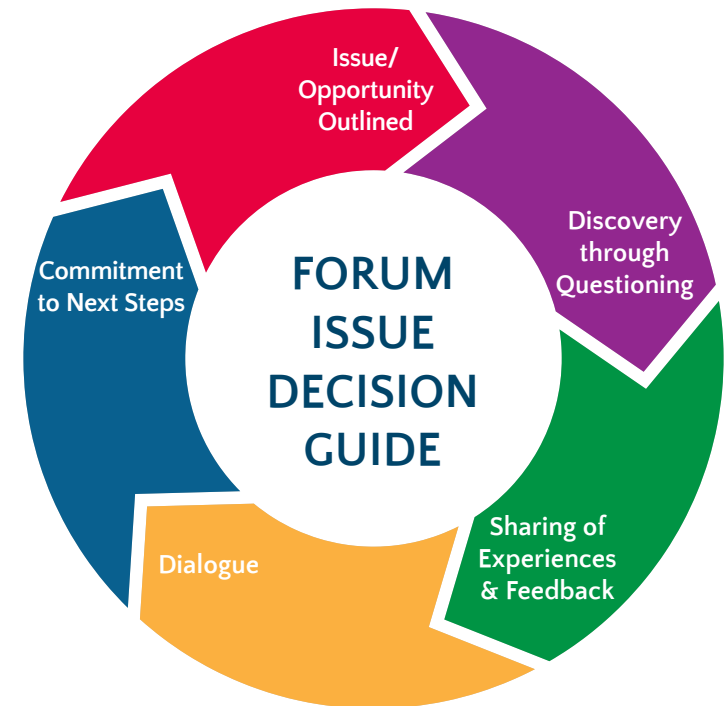 Issue/
Opportunity
Outlined
Discovery
through
Questioning
Sharing of
Experiences
& Feedback
Dialogue
Commitment
to Next Steps
FORUM
ISSUE
DECISION
GUIDE